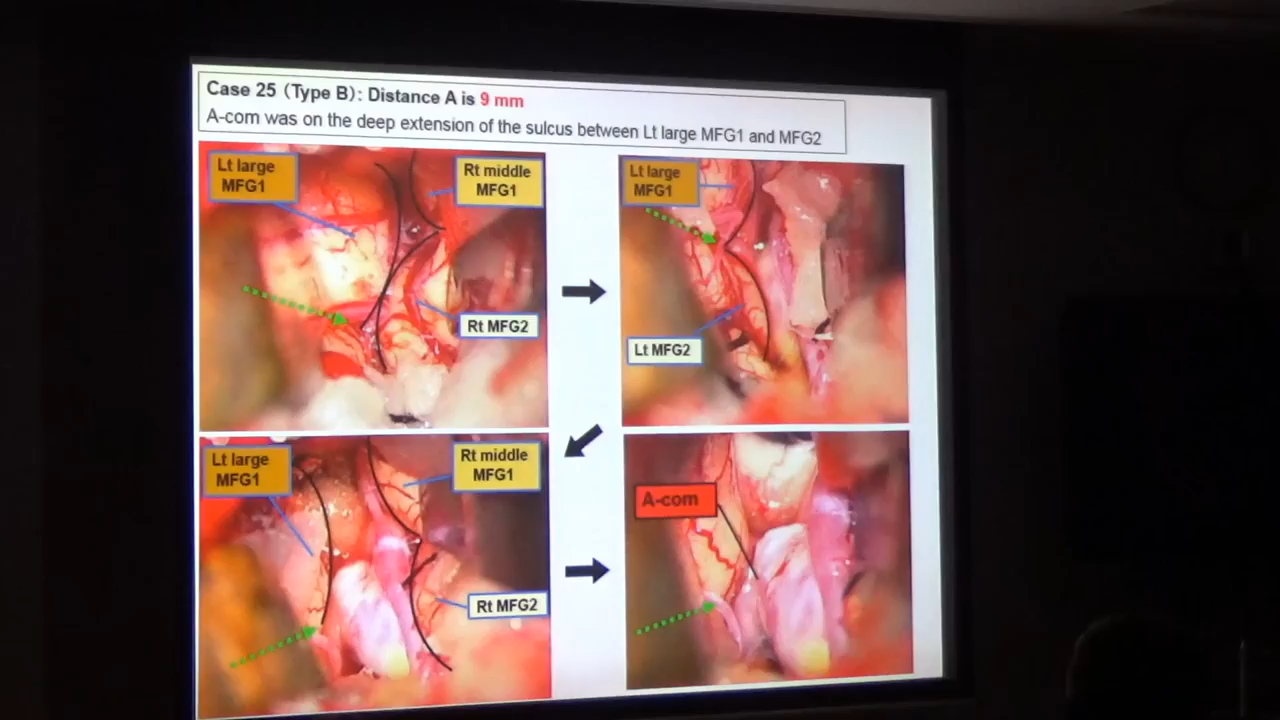 Case 25 (Type B): Distance A is 9 mm
A-com was on the deep extension of the sulcus between Lt large MFG1 and MFG2
Lt large
MFG1
Rt middle
MFG1
Rt MFG2
Lt large
MFG1
Lt MFG2
Lt large
MFG1
Rt middle
MFG1
Rt MFG2
A-com